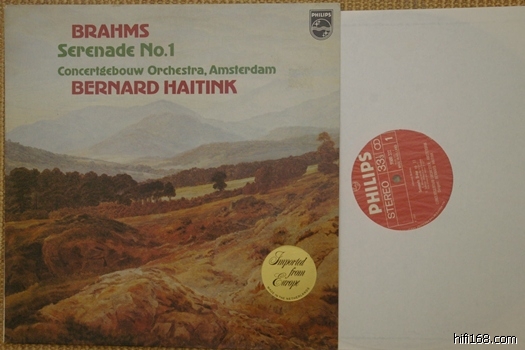 BRAHMS
Serenade No.1
Concertgebouw Orchestra, Amsterdam
BERNARD HAITINK
PHILIPS
Imported
from
Europe
PHILIPS
STEREO 33⅓
1
hifi168.com